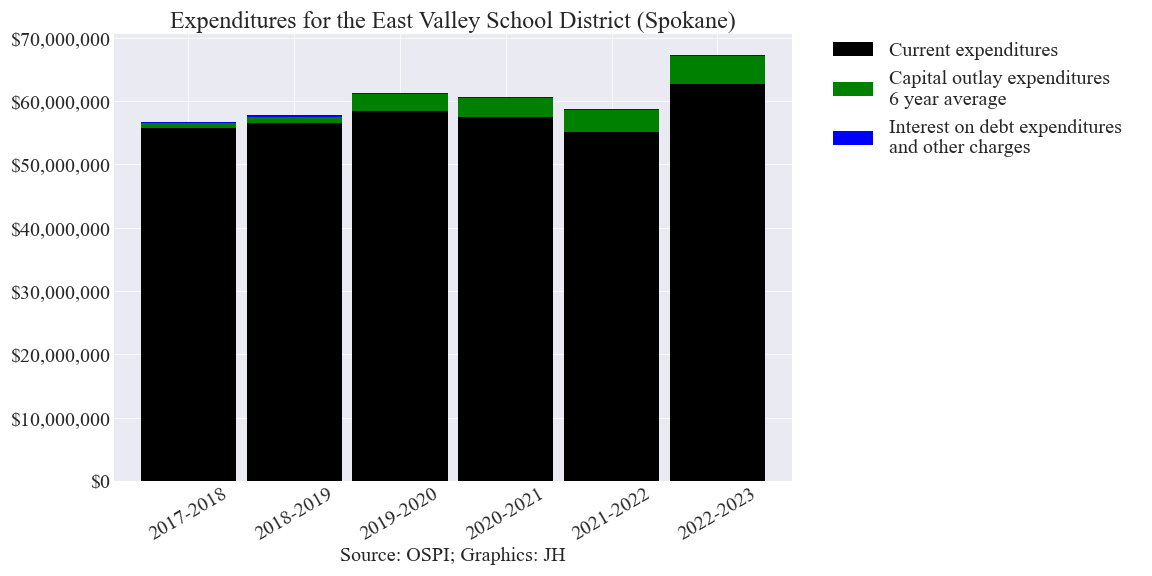 Expenditures for the East Valley School District (Spokane)
$70,000,000
$60,000,000
$50,000,000
$40,000,000
$30,000,000
$20,000,000
$10,000,000
$0
2017-2018
2018-2019
2019-2020
2020-2021
2021-2022
2022-2023
Source: OSPI; Graphics: JH
Current expenditures
Capital outlay expenditures
6 year average
Interest on debt expenditures
and other charges